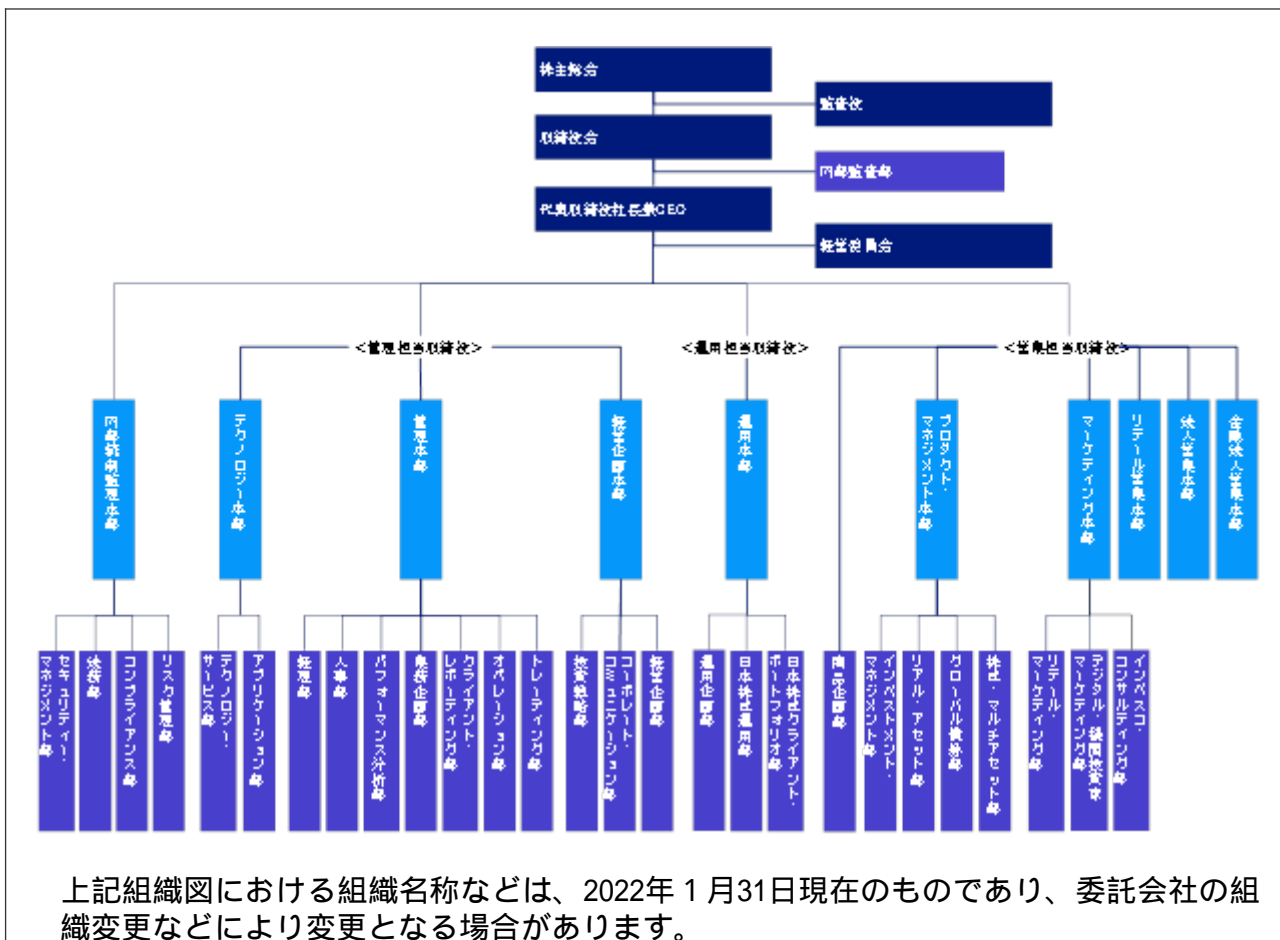 株主総会
監査役
取締役会
内部監査部
代表取締役社長兼CEO
経営委員会
＜管理担当取締役＞
＜運用担当取締役＞
＜営業担当取締役＞
内部統制監理本部
テクノロジー本部
管理本部
経営企画本部
運用本部
プロダクト・
マネジメント本部
マーケティング本部
リテール営業本部
法人営業本部
金融法人営業本部
セキュリティー・
マネジメント部
法務部
コンプライアンス部
リスク管理部
テクノロジー・
サービス部
アプリケーション部
経理部
人事部
パフォーマンス分析部
業務企画部
クライアント・
レポーティング部
オペレーション部
トレーディング部
投資戦略部
コーポレート・
コミュニケーション部
経営企画部
運用企画部
日本株式運用部
日本株式クライアント・
ポートフォリオ部
商品企画部
インベストメント・
マネジメント部
リアル・アセット部
グローバル債券部
株式・マルチアセット部
リテール・
マーケティング部
デジタル・機関投資家
マーケティング部
インベスコ・
コンサルティング部
上記組織図における組織名称などは、2022年１月31日現在のものであり、委託会社の組
織変更などにより変更となる場合があります。